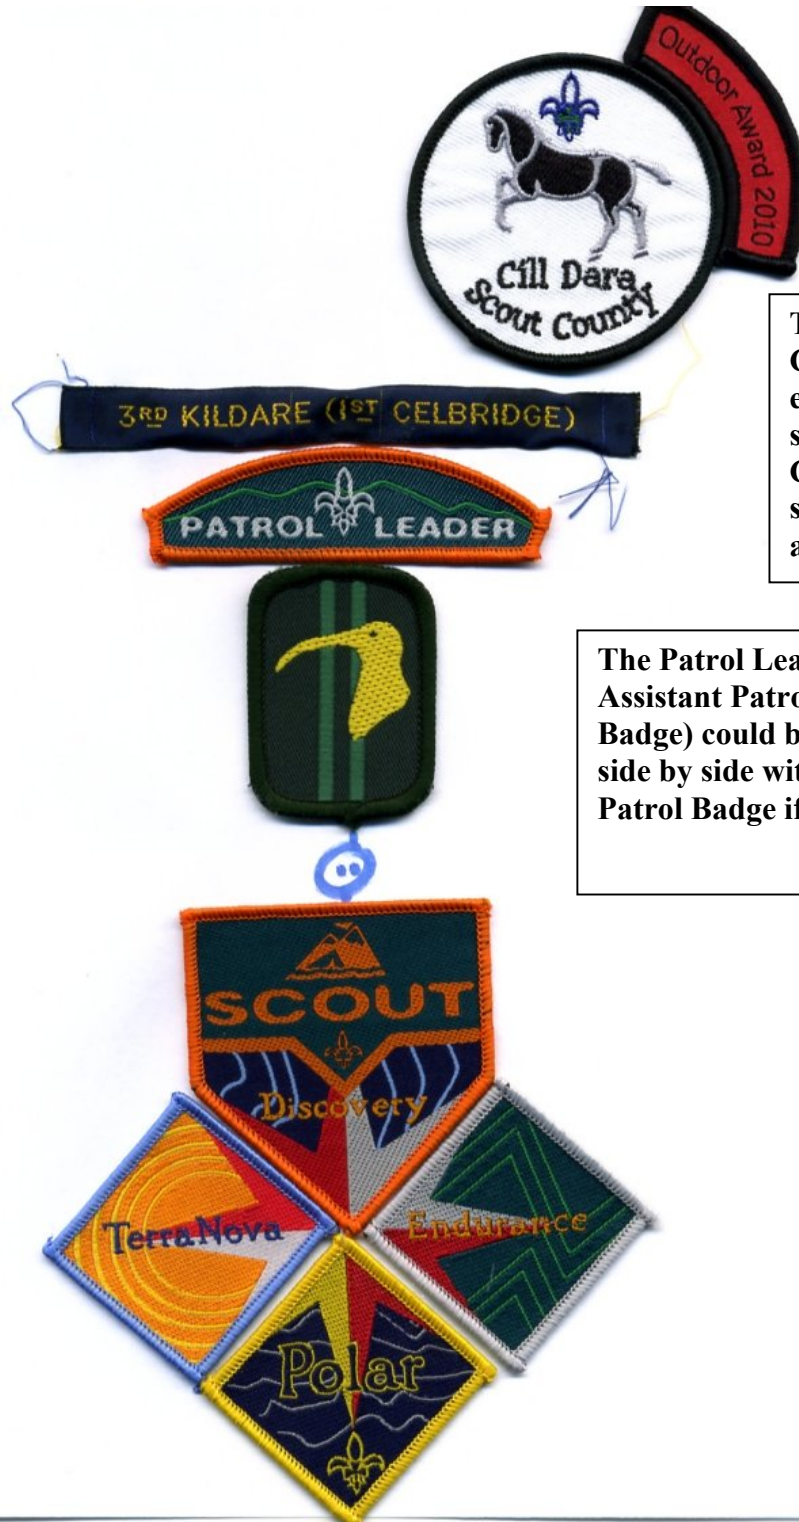 Outdoor Award 2010
Cill Dara
Scout County
T
C
e
s
C
s
a
3RD KILDARE (1ST CELBRIDGE)
PATROL LEADER
The Patrol Lea
Assistant Patro
Badge) could b
side by side wit
Patrol Badge if
SCOUT
Discovery
TerraNova
Endurance
Polar